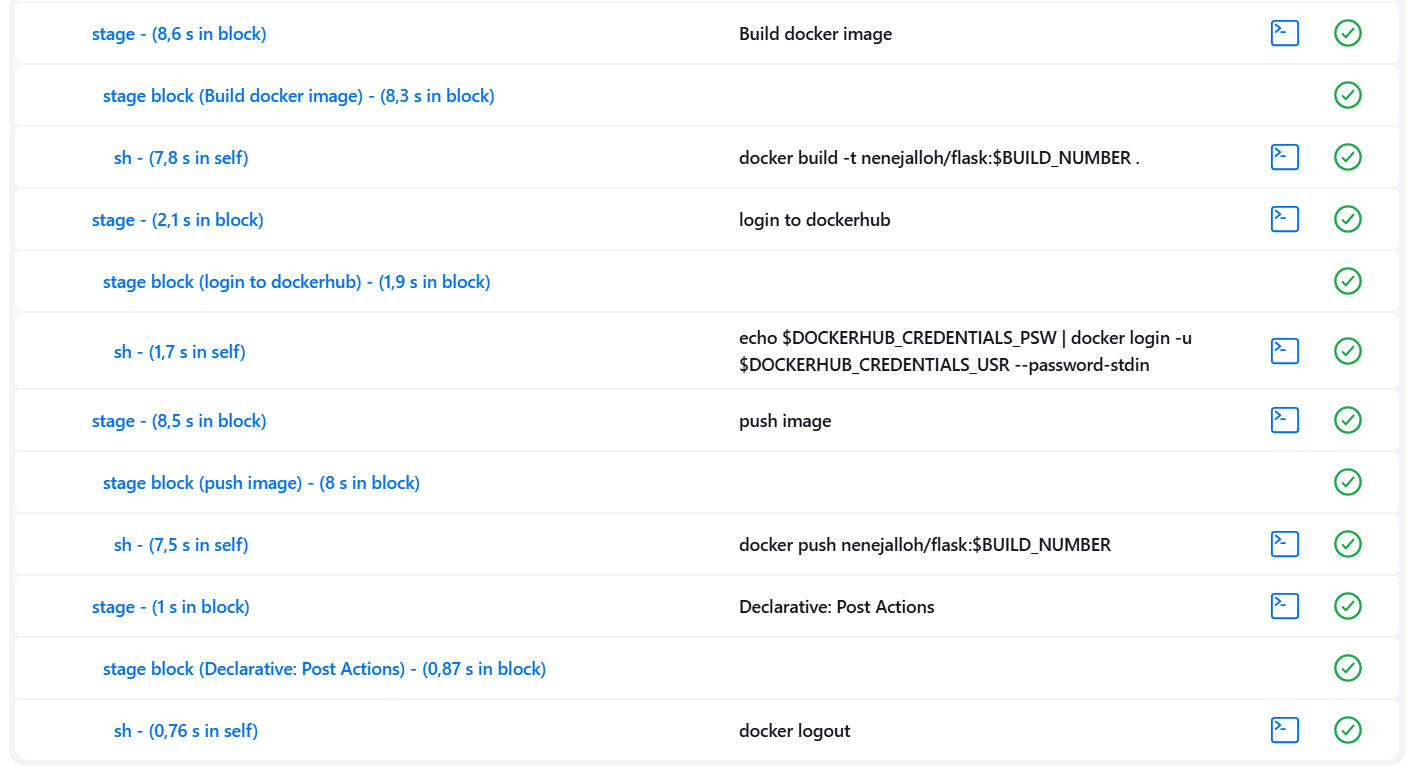 stage - (8,6 s in block)
Build docker image
stage block (Build docker image) - (8,3 s in block)
sh - (7,8 s in self)
docker build -t nenejalloh/flask:$BUILD_NUMBER .
stage - (2,1 s in block)
login to dockerhub
stage block (login to dockerhub) - (1,9 s in block)
sh - (1,7 s in self)
echo $DOCKERHUB_CREDENTIALS_PSW | docker login -u
$DOCKERHUB_CREDENTIALS_USR --password-stdin
stage - (8,5 s in block)
push image
stage block (push image) - (8 s in block)
sh - (7,5 s in self)
docker push nenejalloh/flask:$BUILD_NUMBER
stage - (1 s in block)
Declarative: Post Actions
stage block (Declarative: Post Actions) - (0,87 s in block)
sh - (0,76 s in self)
docker logout